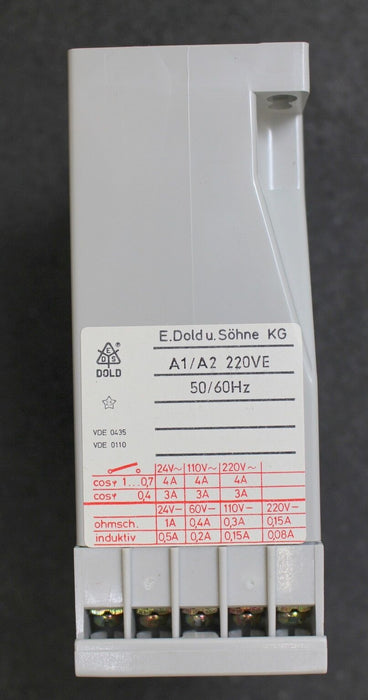 E.Dold u. Söhne KG
E D S
DOLD
A1/A2 220VE
50/60Hz
VDE 0435
VDE 0110
24V~ 110V~ 220V~
cosφ 1...0,7 4A 4A 4A
cosφ 0,4 3A 3A 3A
24V- 60V- 110V- 220V-
ohmsch. 1A 0,4A 0,3A 0,15A
induktiv 0,5A 0,2A 0,15A 0,08A